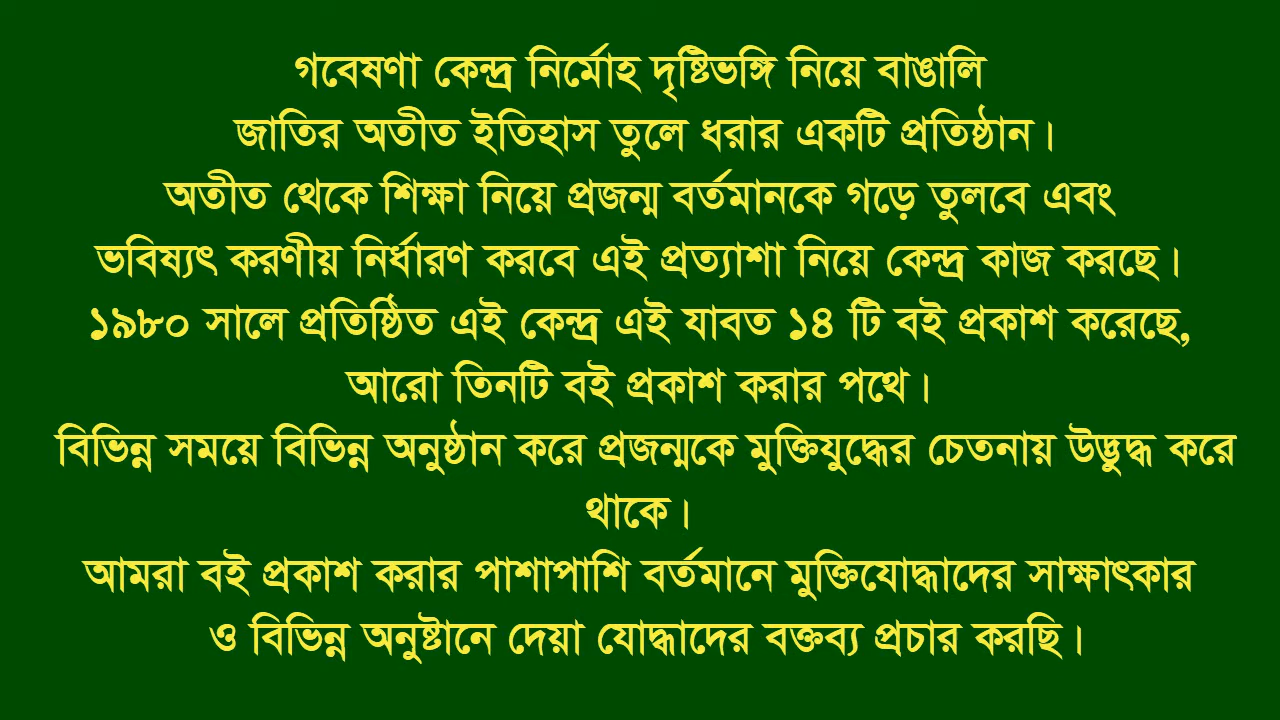 গবেষণা কেন্দ্র নির্মোহ দৃষ্টিভঙ্গি নিয়ে বাঙালি
জাতির অতীত ইতিহাস তুলে ধরার একটি প্রতিষ্ঠান।
অতীত থেকে শিক্ষা নিয়ে প্রজন্ম বর্তমানকে গড়ে তুলবে এবং
ভবিষ্যৎ করণীয় নির্ধারণ করবে এই প্রত্যাশা নিয়ে কেন্দ্র কাজ করছে।
১৯৮০ সালে প্রতিষ্ঠিত এই কেন্দ্র এই যাবত ১৪ টি বই প্রকাশ করেছে,
আরো তিনটি বই প্রকাশ করার পথে।
বিভিন্ন সময়ে বিভিন্ন অনুষ্ঠান করে প্রজন্মকে মুক্তিযুদ্ধের চেতনায় উদ্ভুদ্ধ করে
থাকে।
আমরা বই প্রকাশ করার পাশাপাশি বর্তমানে মুক্তিযোদ্ধাদের সাক্ষাৎকার
ও বিভিন্ন অনুষ্টানে দেয়া যোদ্ধাদের বক্তব্য প্রচার করছি।